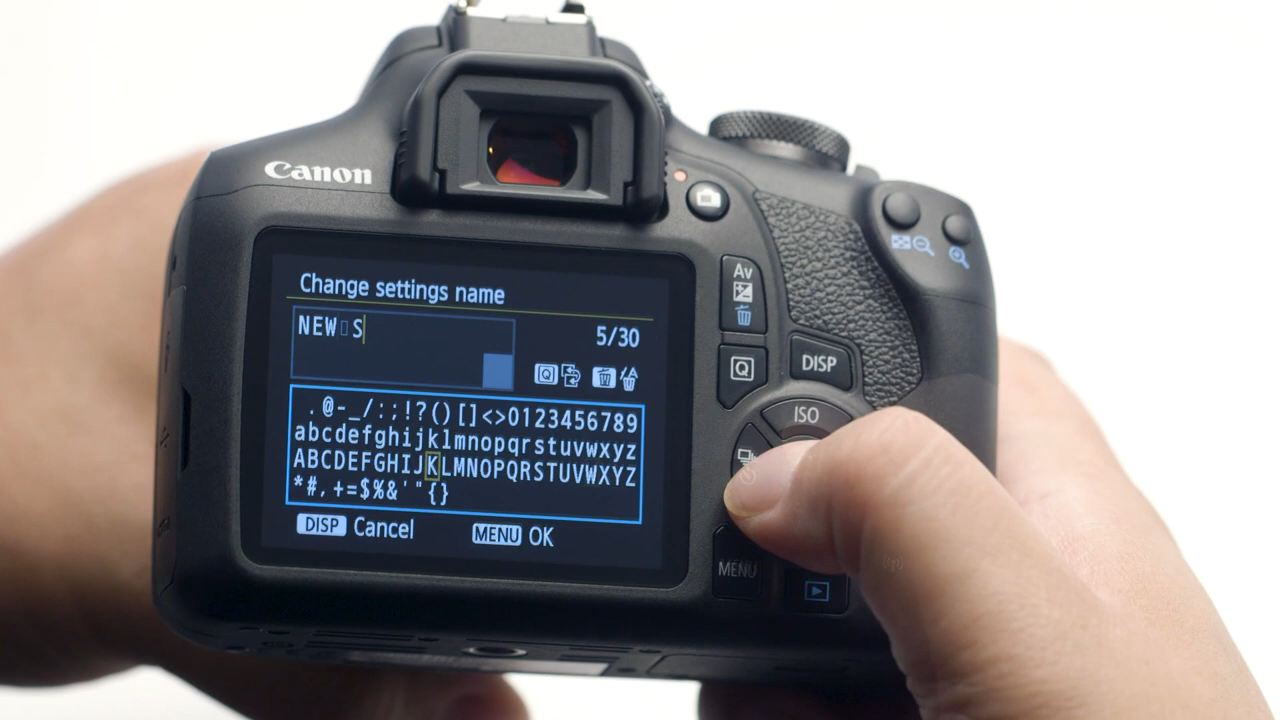 Canon
Change settings name
NEW▯S
5/30
Q
.@-_/:;!?()[]<>0123456789
abcdefghijklmnopqrstuvwxyz
ABCDEFGHIJKLMNOPQRSTUVWXYZ
*#,+=$%&'"{}
DISP Cancel MENU OK
Av
Q
DISP
ISO
MENU